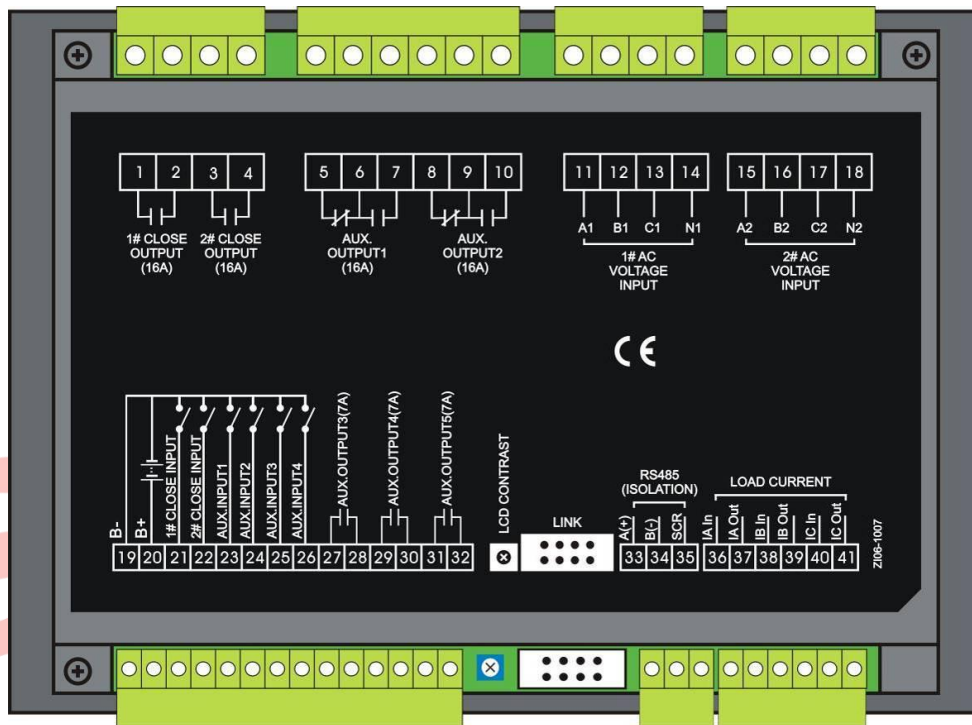 1 2 3 4
5 6 7 8 9 10
11 12 13 14
15 16 17 18
1# CLOSE
OUTPUT
(16A)
2# CLOSE
OUTPUT
(16A)
AUX.
OUTPUT1
(16A)
AUX.
OUTPUT2
(16A)
A1 B1 C1 N1
1# AC
VOLTAGE
INPUT
A2 B2 C2 N2
2# AC
VOLTAGE
INPUT
CE
B-
B+
1# CLOSE INPUT
2# CLOSE INPUT
AUX.INPUT1
AUX.INPUT2
AUX.INPUT3
AUX.INPUT4
AUX.OUTPUT3(7A)
AUX.OUTPUT4(7A)
AUX.OUTPUT5(7A)
19 20 21 22 23 24 25 26 27 28 29 30 31 32
LCD CONTRAST
LINK
RS485
(ISOLATION)
A(+)
B(-)
SCR
33 34 35
LOAD CURRENT
IA In
IA Out
IB In
IB Out
IC In
IC Out
36 37 38 39 40 41
ZI06-1007